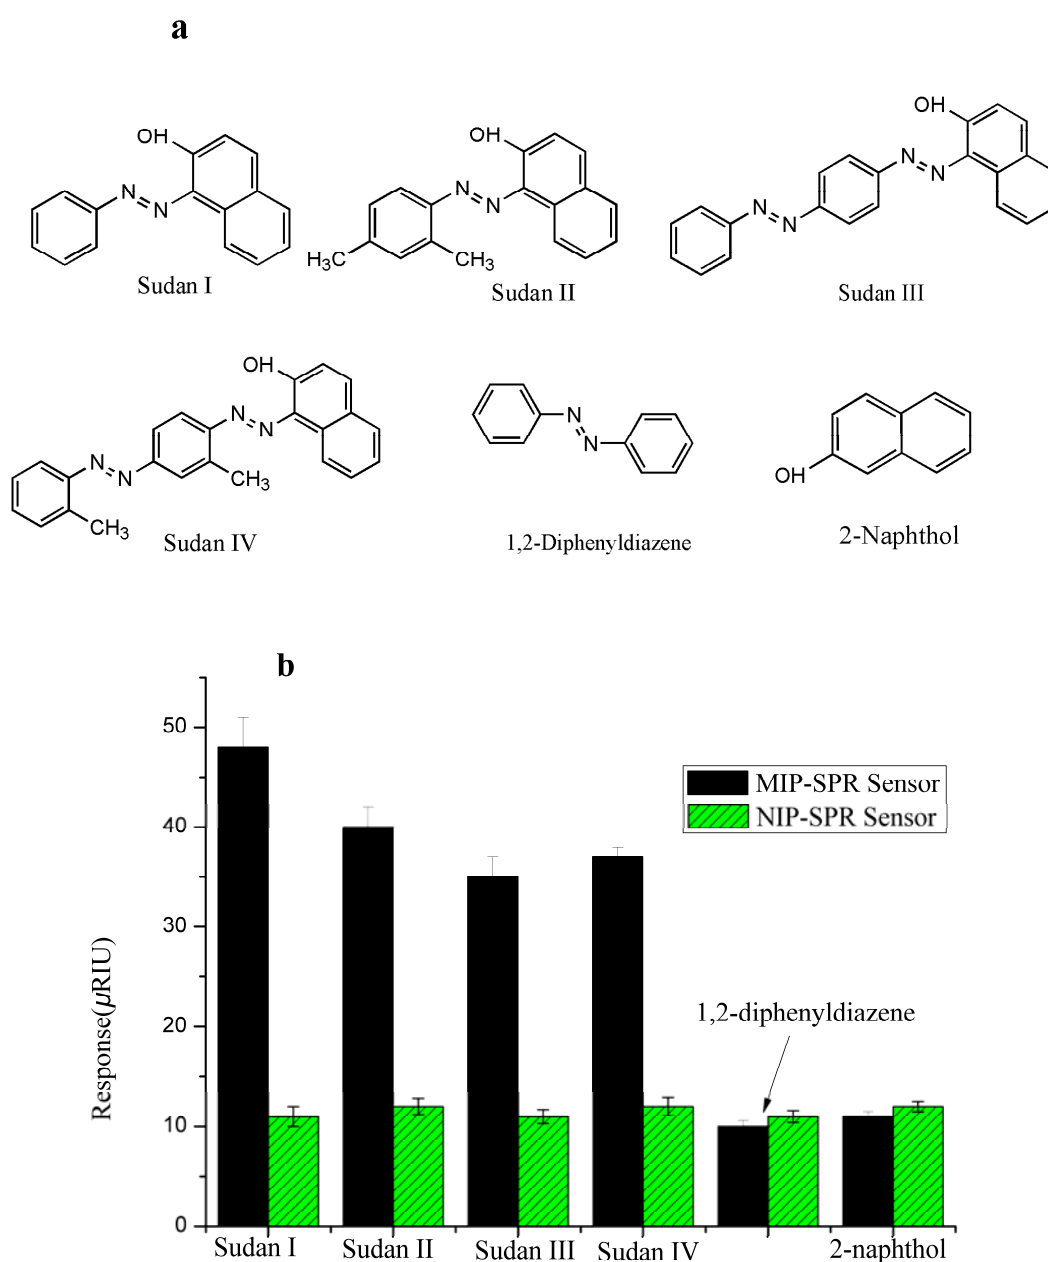 a
OH
N
N
Sudan I
OH
N
N
H3C
CH3
Sudan II
OH
N
N
N
N
Sudan III
OH
N
N
N
N
CH3
CH3
Sudan IV
N
N
1,2-Diphenyldiazene
OH
2-Naphthol
b
Response(μRIU)
50
40
30
20
10
0
MIP-SPR Sensor
NIP-SPR Sensor
1,2-diphenyldiazene
Sudan I
Sudan II
Sudan III
Sudan IV
2-naphthol